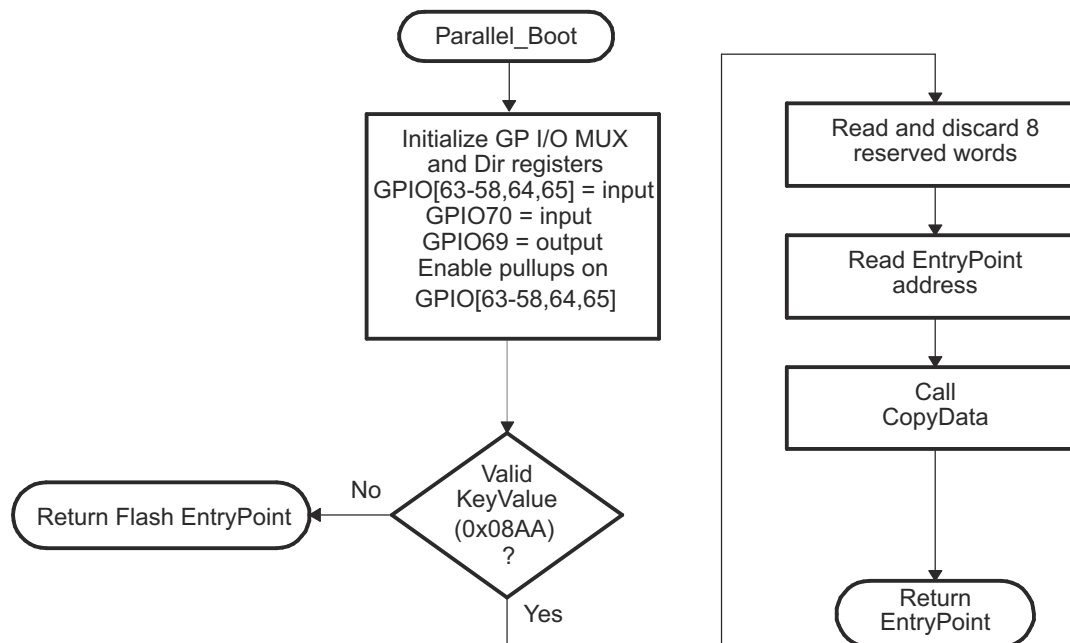 Parallel_Boot
Initialize GP I/O MUX
and Dir registers
GPIO[63-58,64,65] = input
GPIO70 = input
GPIO69 = output
Enable pullups on
GPIO[63-58,64,65]
Valid
KeyValue
(0x08AA)
?
No
Return Flash EntryPoint
Yes
Read and discard 8
reserved words
Read EntryPoint
address
Call
CopyData
Return
EntryPoint